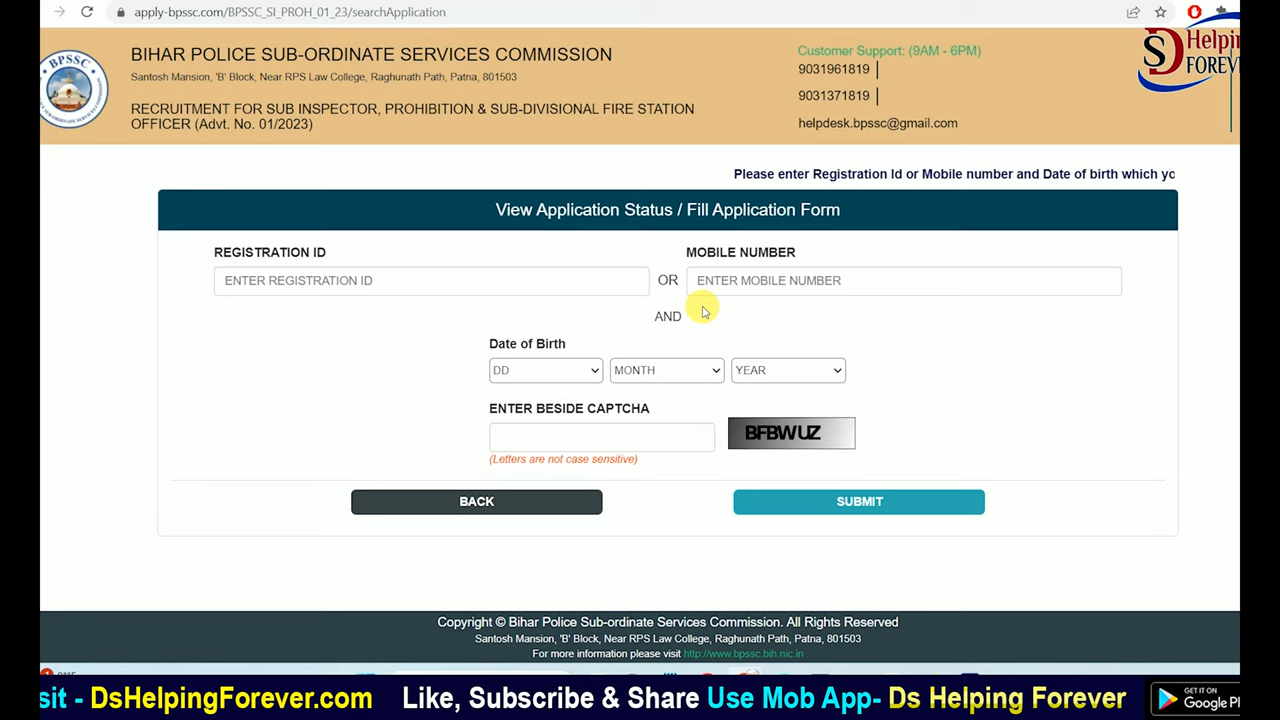 apply-bpssc.com/BPSSC_SI_PROH_01_23/searchApplication
BPSSC
BIHAR POLICE SUB-ORDINATE SERVICES COMMISSION
Santosh Mansion, 'B' Block, Near RPS Law College, Raghunath Path, Patna, 801503
RECRUITMENT FOR SUB INSPECTOR, PROHIBITION & SUB-DIVISIONAL FIRE STATION
OFFICER (Advt. No. 01/2023)
Customer Support: (9AM - 6PM)
9031961819 |
9031371819 |
helpdesk.bpssc@gmail.com
SD Helpin
FOREV
Please enter Registration Id or Mobile number and Date of birth which yo
View Application Status / Fill Application Form
REGISTRATION ID
MOBILE NUMBER
ENTER REGISTRATION ID
OR
ENTER MOBILE NUMBER
AND
Date of Birth
DD
MONTH
YEAR
ENTER BESIDE CAPTCHA
BFBWUZ
(Letters are not case sensitive)
BACK
SUBMIT
Copyright © Bihar Police Sub-ordinate Services Commission. All Rights Reserved
Santosh Mansion, 'B' Block, Near RPS Law College, Raghunath Path, Patna, 801503
For more information please visit http://www.bpssc.bih.nic.in
sit - DsHelpingForever.com Like, Subscribe & Share Use Mob App- Ds Helping Forever
GET IT ON
Google Pl